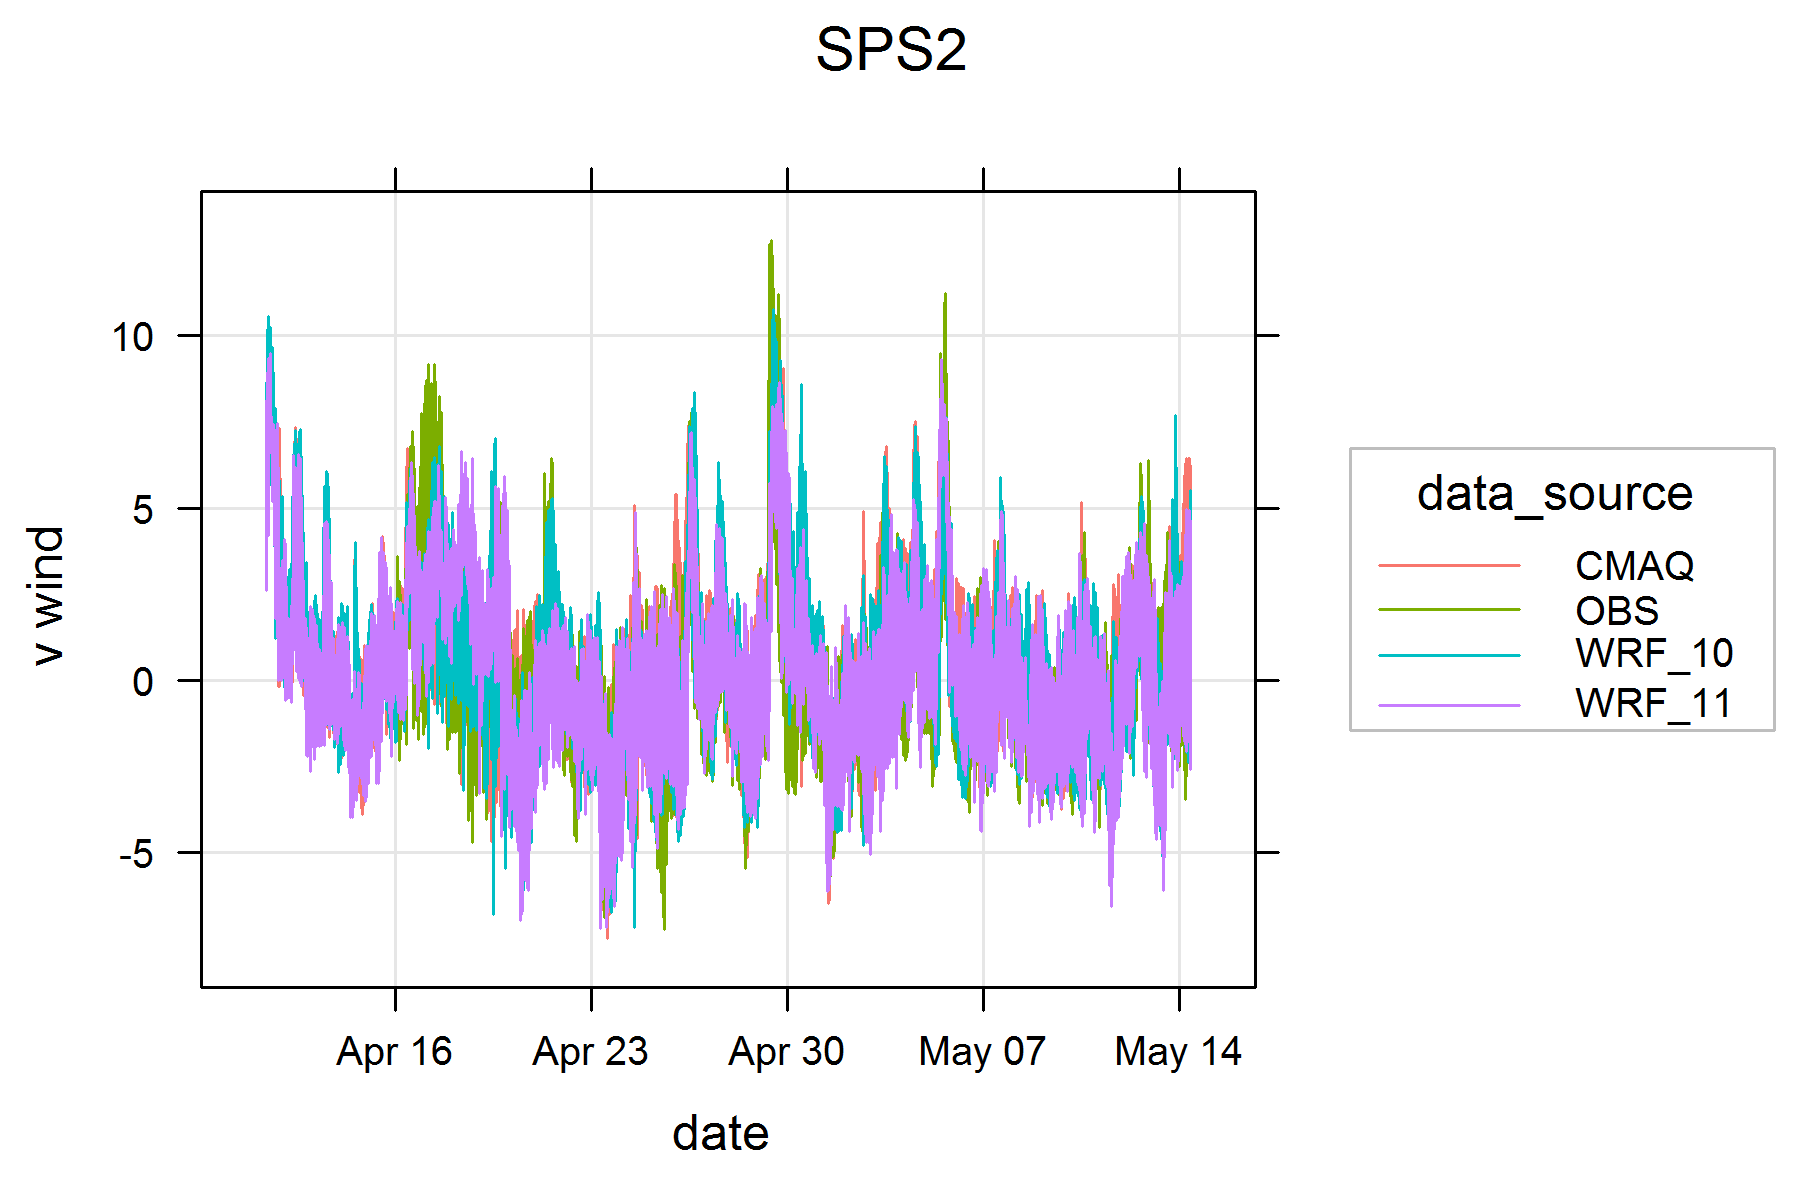 SPS2
10
5
0
-5
v wind
Apr 16
Apr 23
Apr 30
May 07
May 14
date
data_source
CMAQ
OBS
WRF_10
WRF_11